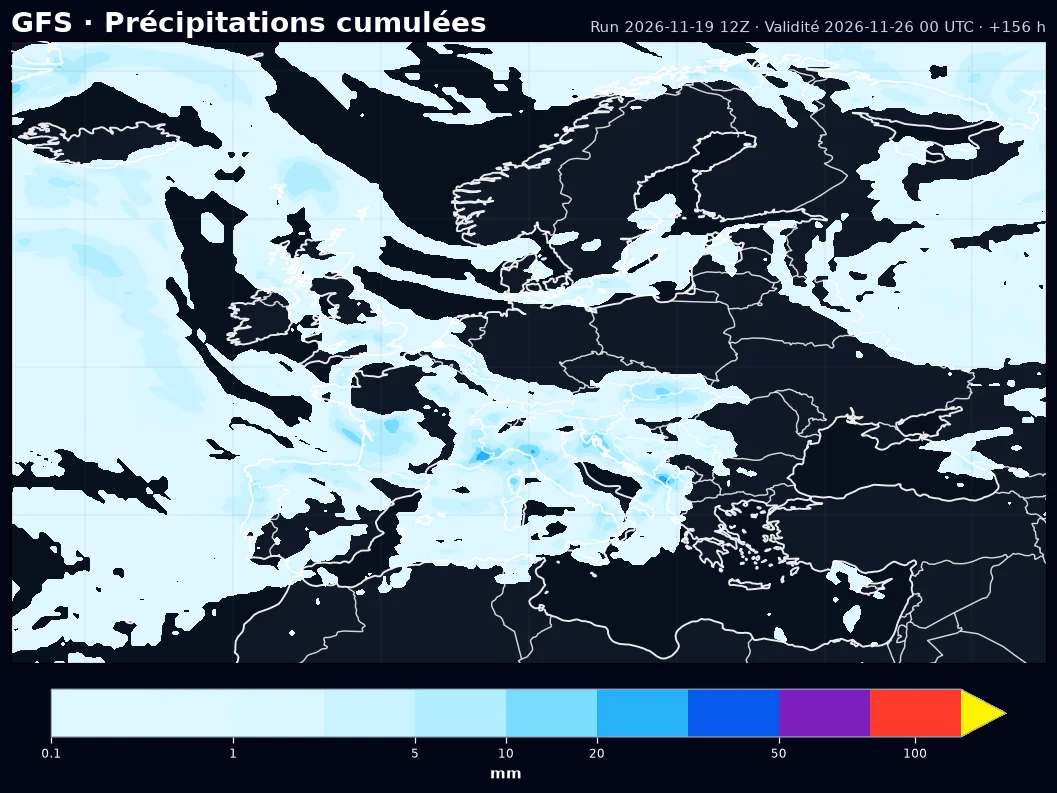 GFS · Précipitations cumulées
Run 2026-11-19 12Z · Validité 2026-11-26 00 UTC · +156 h
0.1 1 5 10 20 50 100
mm